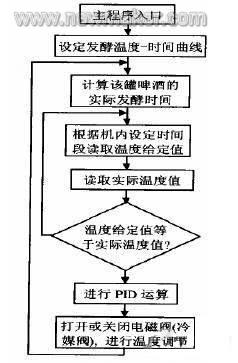 主程序入口
设定发酵温度-时间曲线
计算该罐啤酒的
实际发酵时间
根据机内设定时间
段读取温度给定值
读取实际温度值
温度给定值等
于实际温度值?
进行 PID 运算
打开或关闭电磁阀(冷
媒阀), 进行温度调节